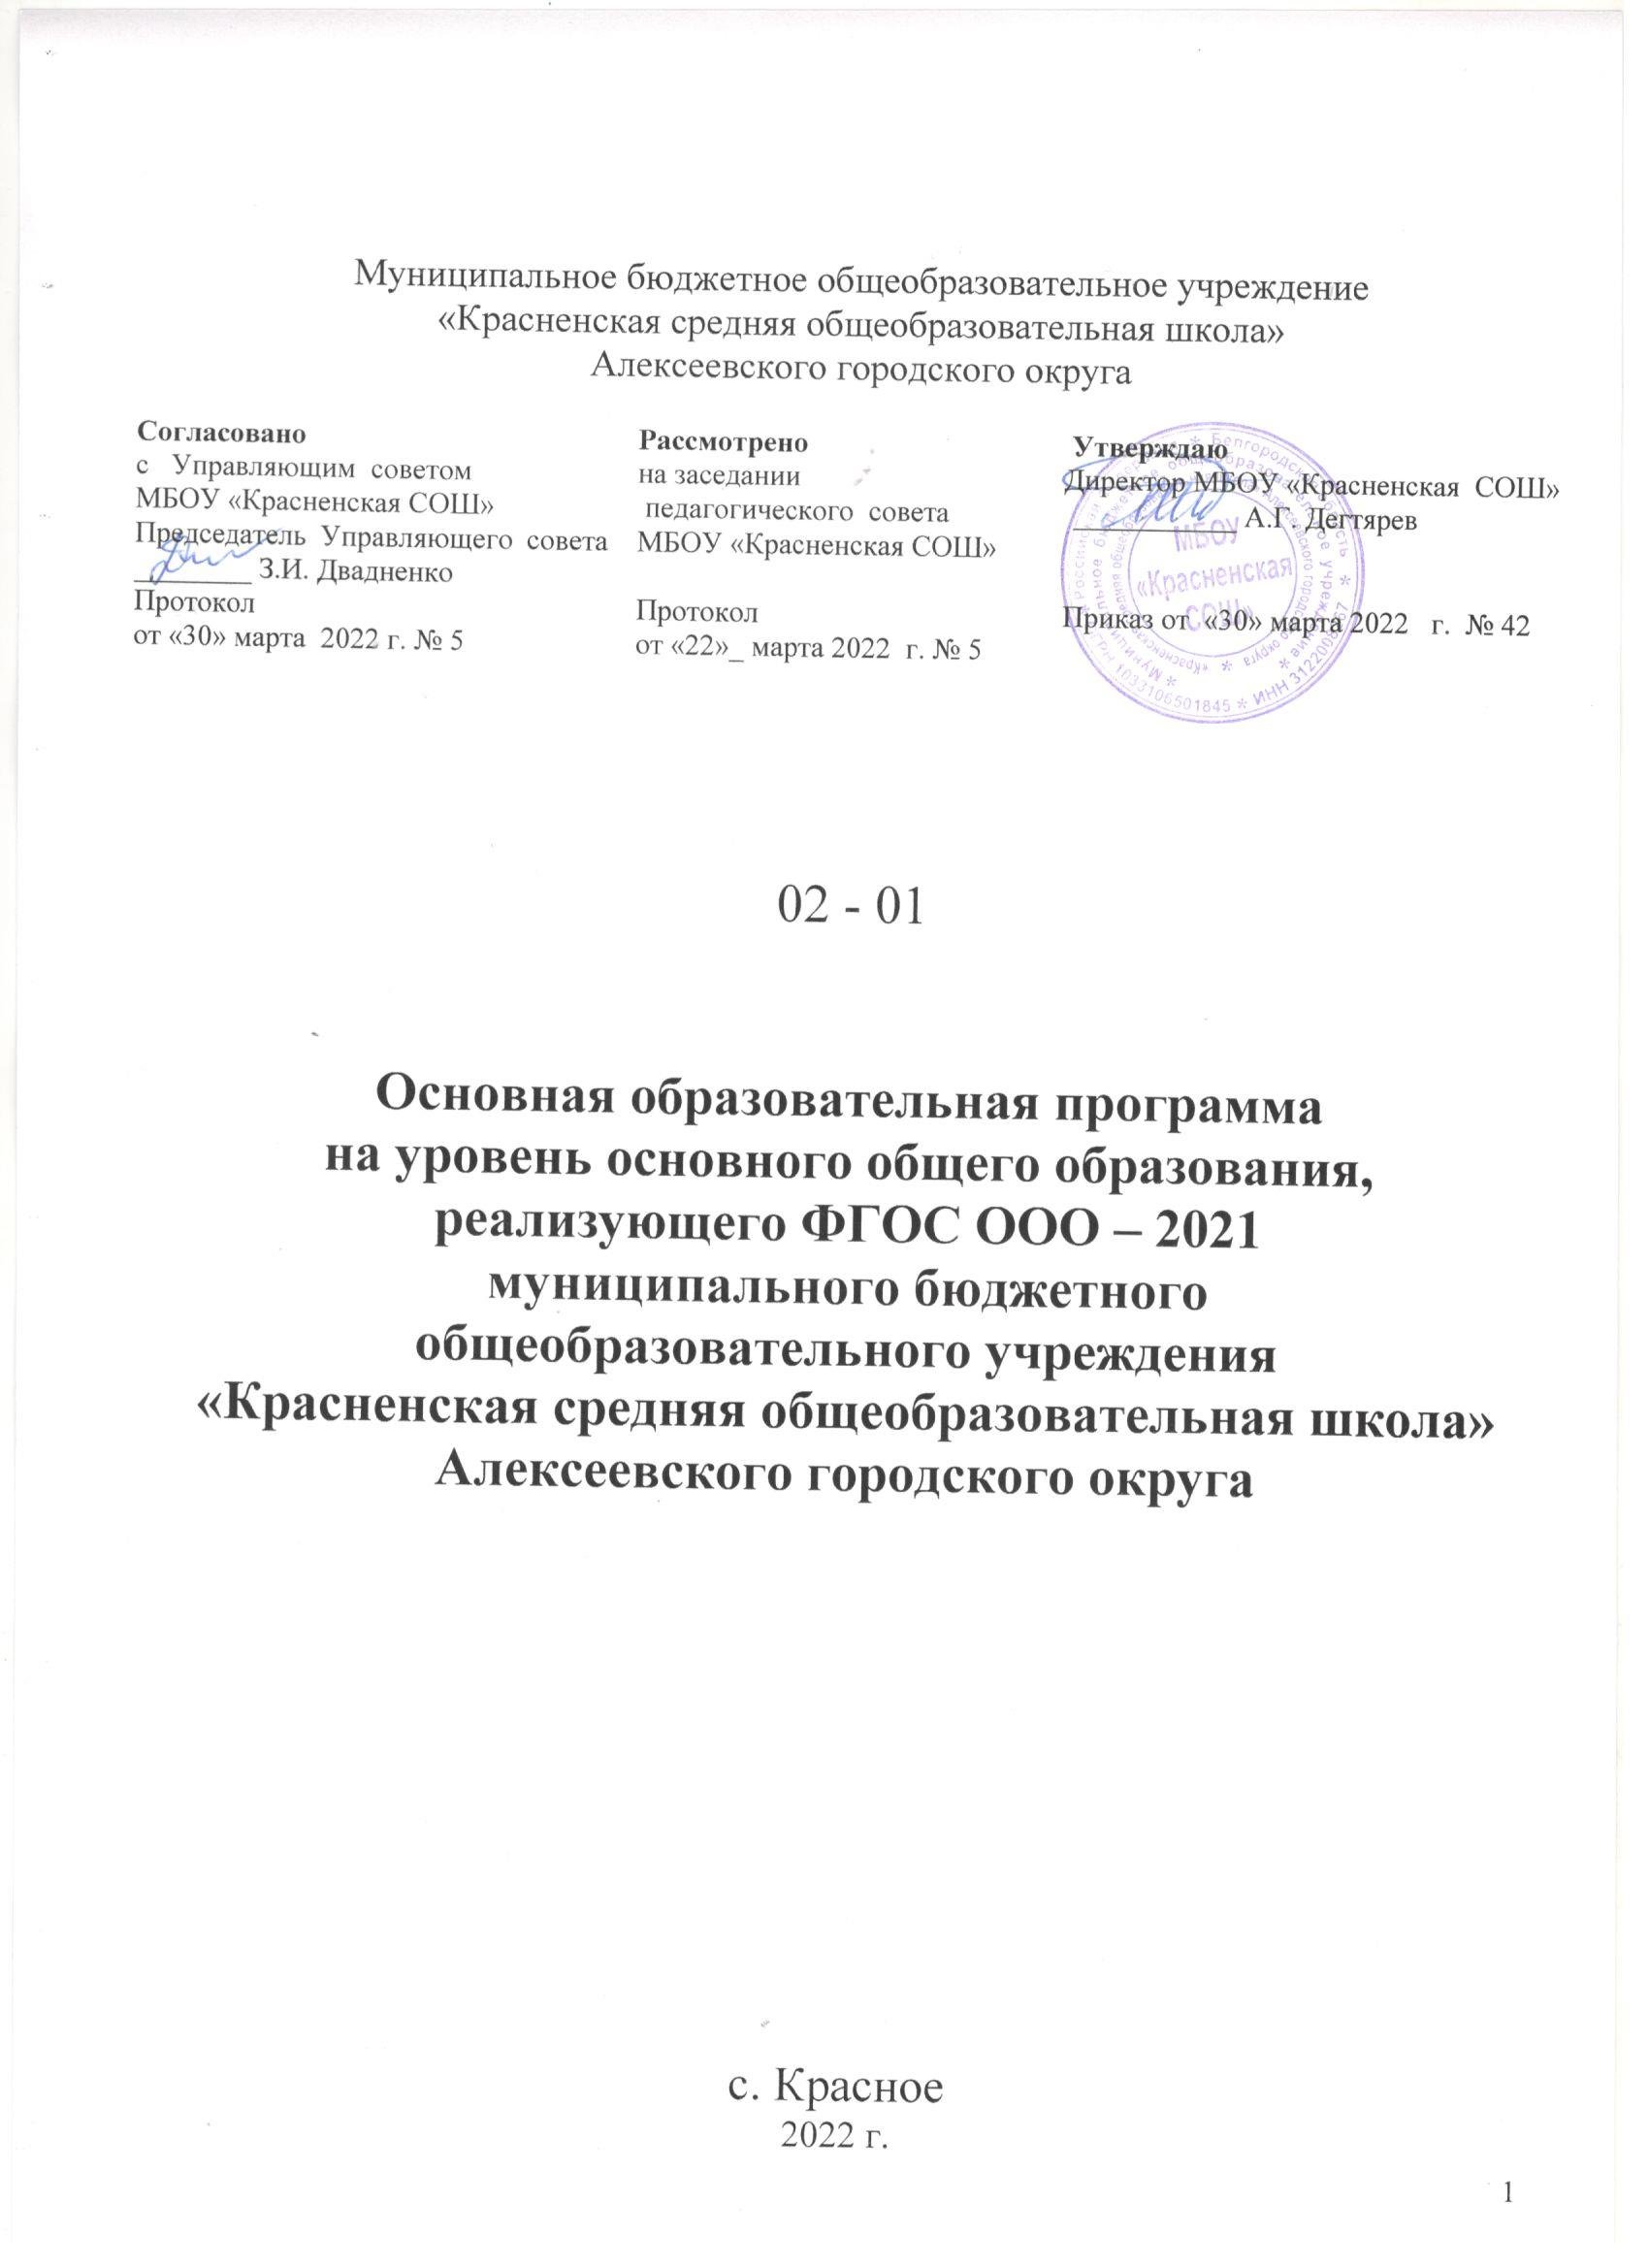 Муниципальное бюджетное общеобразовательное учреждение
«Красненская средняя общеобразовательная школа»
Алексеевского городского округа
Согласовано
с Управляющим советом
МБОУ «Красненская СОШ»
Председатель Управляющего совета
________ З.И. Двадненко
Протокол
от «30» марта 2022 г. № 5
Рассмотрено
на заседании
педагогического совета
МБОУ «Красненская СОШ»
Протокол
от «22»_ марта 2022 г. № 5
Утверждаю
Директор МБОУ «Красненская СОШ»
___________ А.Г. Дегтярев
Приказ от «30» марта 2022 г. № 42
МБОУ
«Красненская
СОШ»
1033106501845 * ИНН
02 - 01
Основная образовательная программа
на уровень основного общего образования,
реализующего ФГОС ООО – 2021
муниципального бюджетного
общеобразовательного учреждения
«Красненская средняя общеобразовательная школа»
Алексеевского городского округа
с. Красное
2022 г.
1